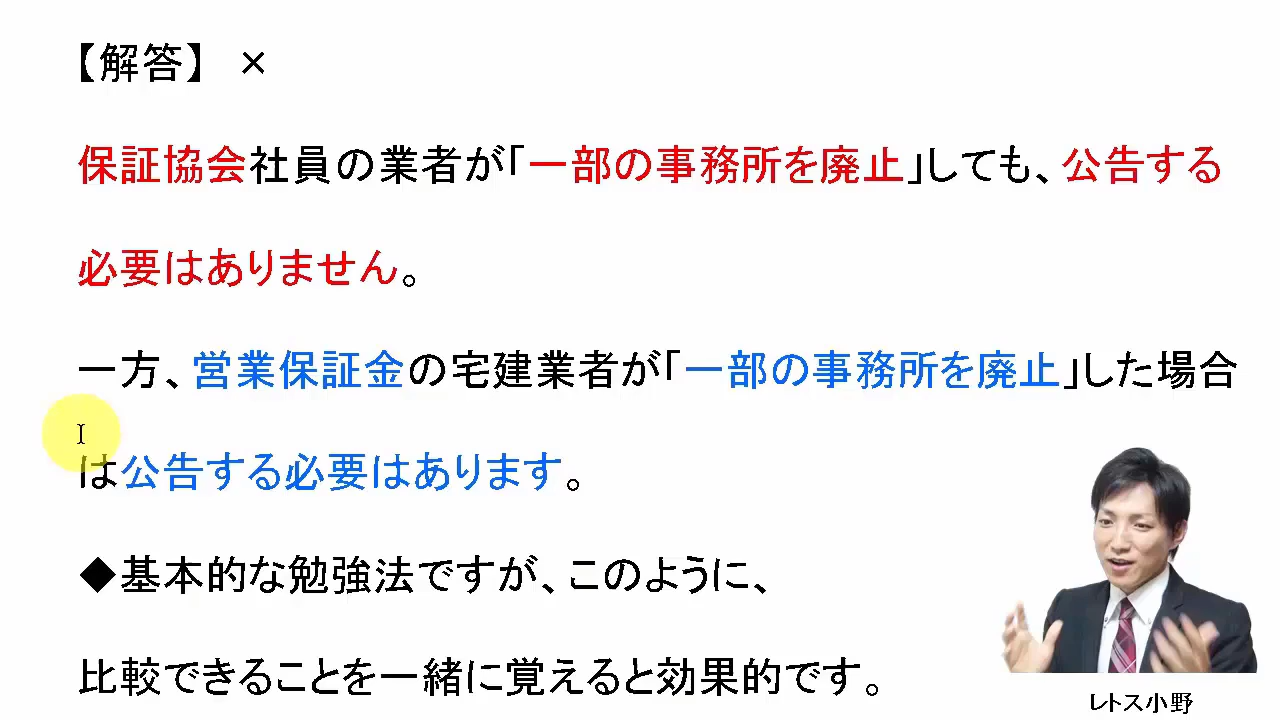 【解答】 ×
保証協会社員の業者が「一部の事務所を廃止」しても、公告する
必要はありません。
一方、営業保証金の宅建業者が「一部の事務所を廃止」した場合
は公告する必要はあります。
◆基本的な勉強法ですが、このように、
比較できることを一緒に覚えると効果的です。
レトス小野